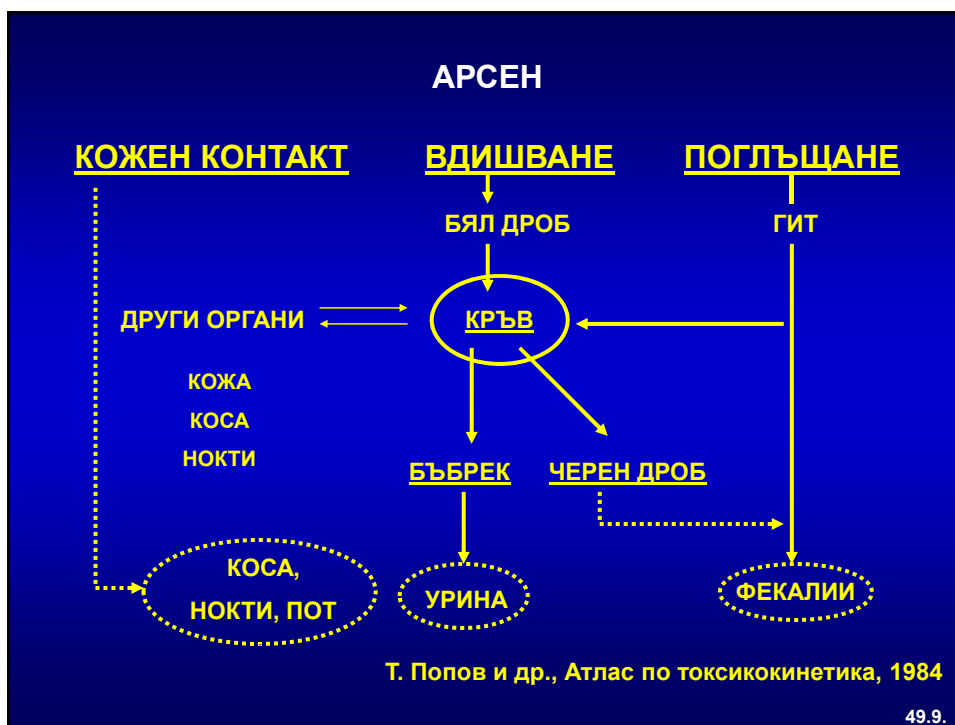 АРСЕН
КОЖЕН КОНТАКТ ВДИШВАНЕ ПОГЛЪЩАНЕ
БЯЛ ДРОБ ГИТ
ДРУГИ ОРГАНИ КРЪВ
КОЖА
КОСА
НОКТИ
БЪБРЕК ЧЕРЕН ДРОБ
КОСА,
НОКТИ, ПОТ
УРИНА
ФЕКАЛИИ
Т. Попов и др., Атлас по токсикокинетика, 1984
49.9.